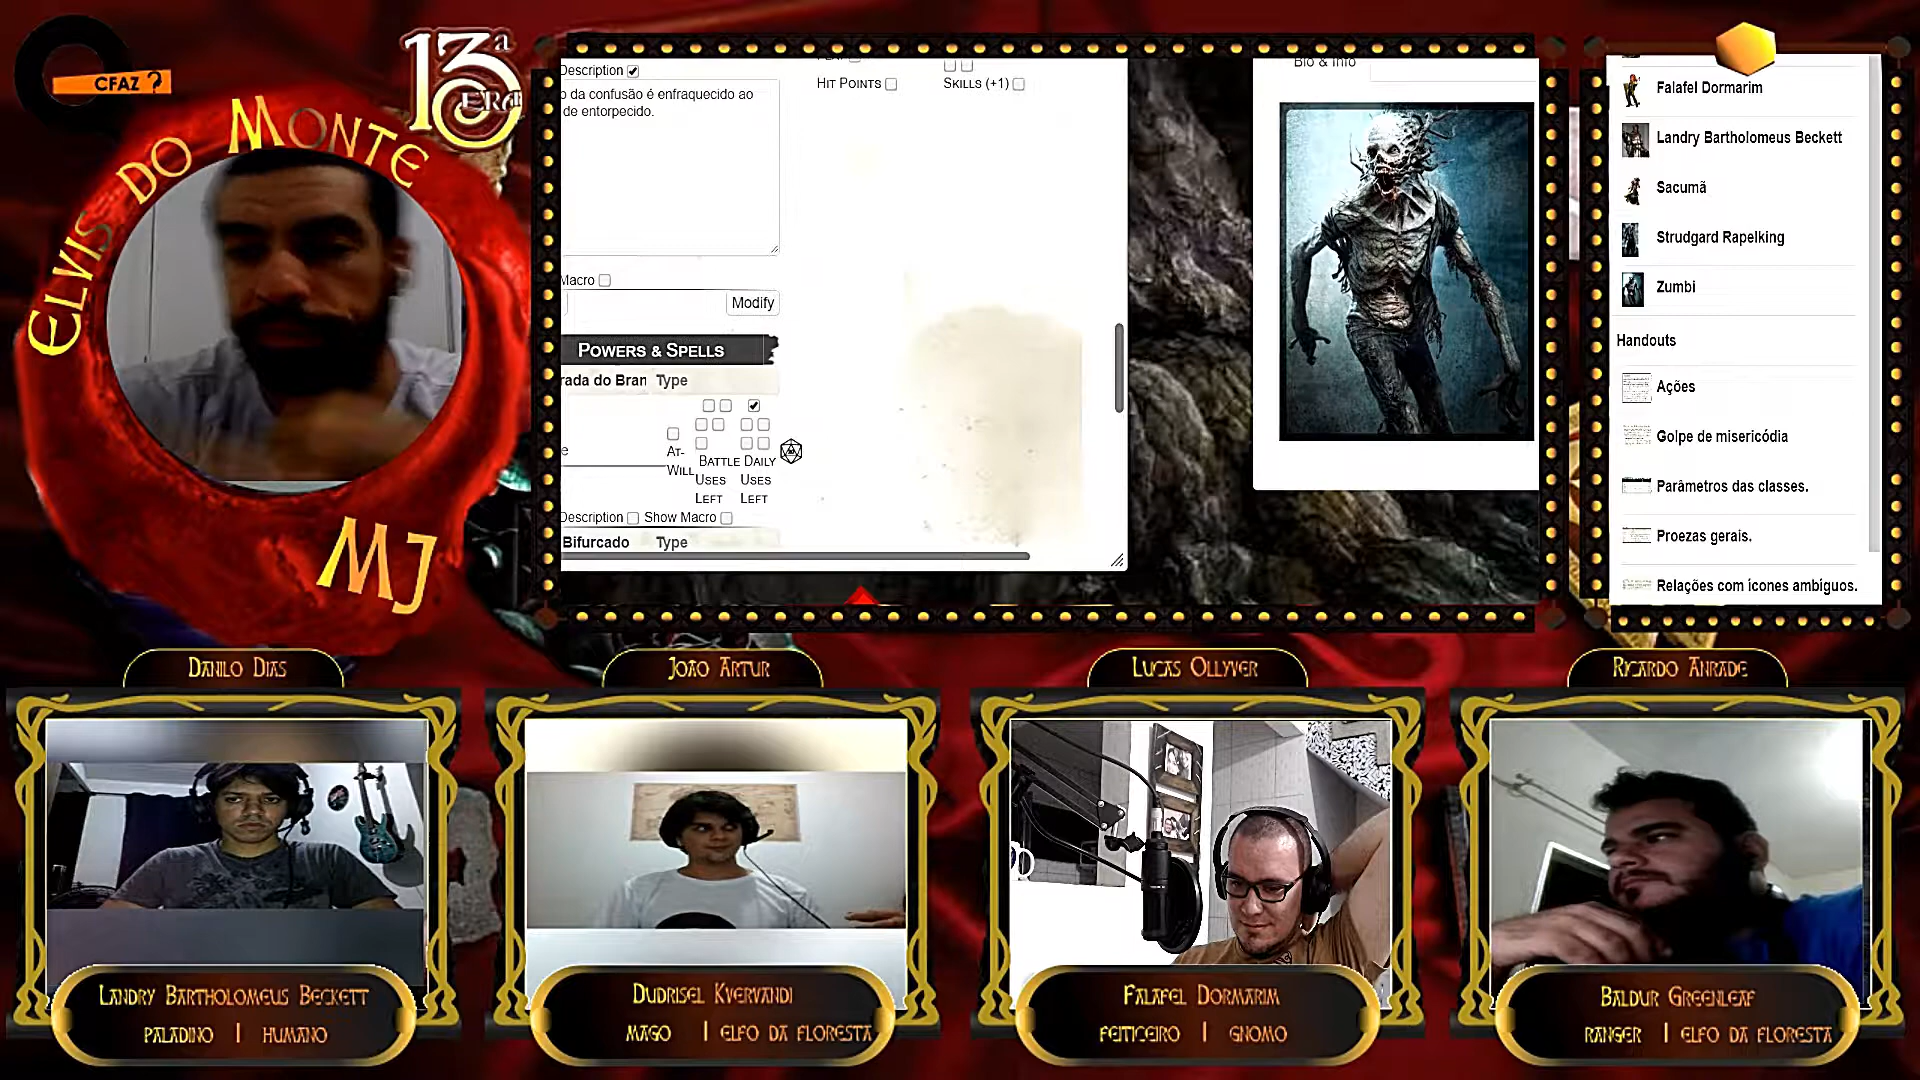 CFAZ ?
13ª
ERA
ELVIS DO MONTE
MJ
Description
o da confusão é enfraquecido ao
de entorpecido.
Macro
Modify
POWERS & SPELLS
rada do Bran Type
AT-
WILL
BATTLE
USES
LEFT
DAILY
USES
LEFT
Description Show Macro
Bifurcado Type
HIT POINTS
SKILLS (+1)
Bio & Info
Falafel Dormarim
Landry Bartholomeus Beckett
Sacumã
Strudgard Rapelking
Zumbi
Handouts
Ações
Golpe de misericódia
Parâmetros das classes.
Proezas gerais.
Relações com ícones ambíguos.
DANILO DIAS
JOÃO ARTUR
LUCAS OLLYVER
RICARDO ANRADE
LANDRY BARTHOLOMEUS BECKETT
PALADINO | HUMANO
DUDRISEL KVERVANDI
MAGO | ELFO DA FLORESTA
FALAFEL DORMARIM
FEITICEIRO | GNOMO
BALDUR GREENLEAF
RANGER | ELFO DA FLORESTA